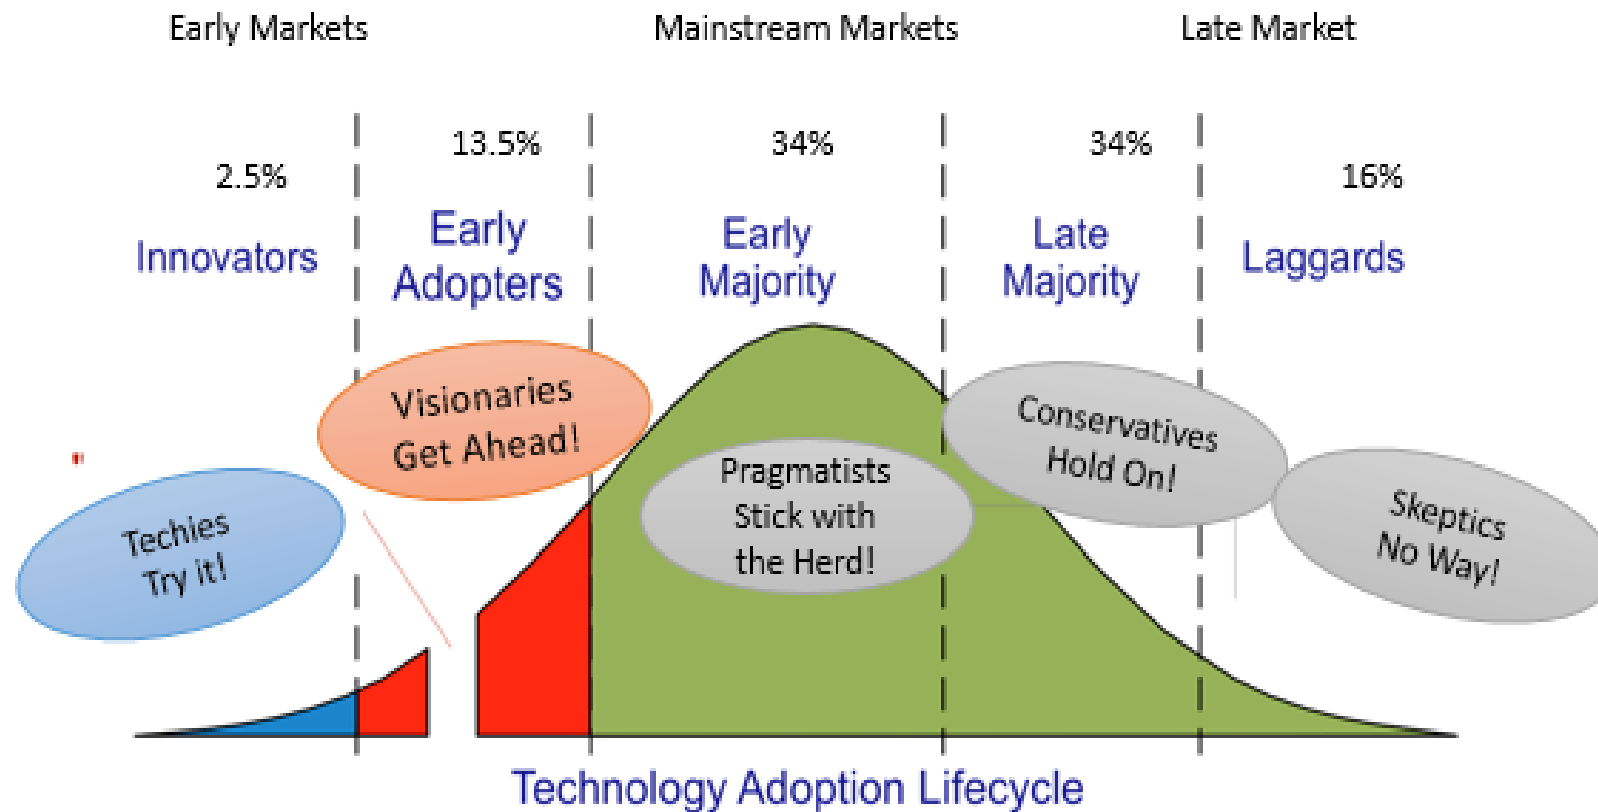 Early Markets
Mainstream Markets
Late Market
2.5%
13.5%
34%
34%
16%
Innovators
Early
Adopters
Early
Majority
Late
Majority
Laggards
Techies
Try it!
Visionaries
Get Ahead!
Pragmatists
Stick with
the Herd!
Conservatives
Hold On!
Skeptics
No Way!
Technology Adoption Lifecycle